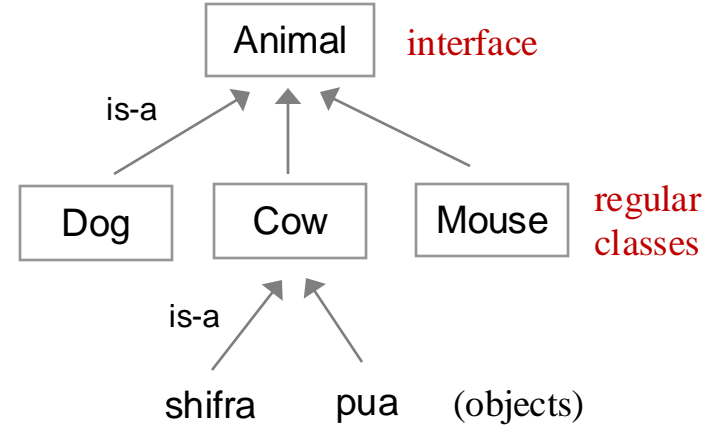 Animal interface
is-a
Dog Cow Mouse regular
classes
is-a
shifra pua (objects)